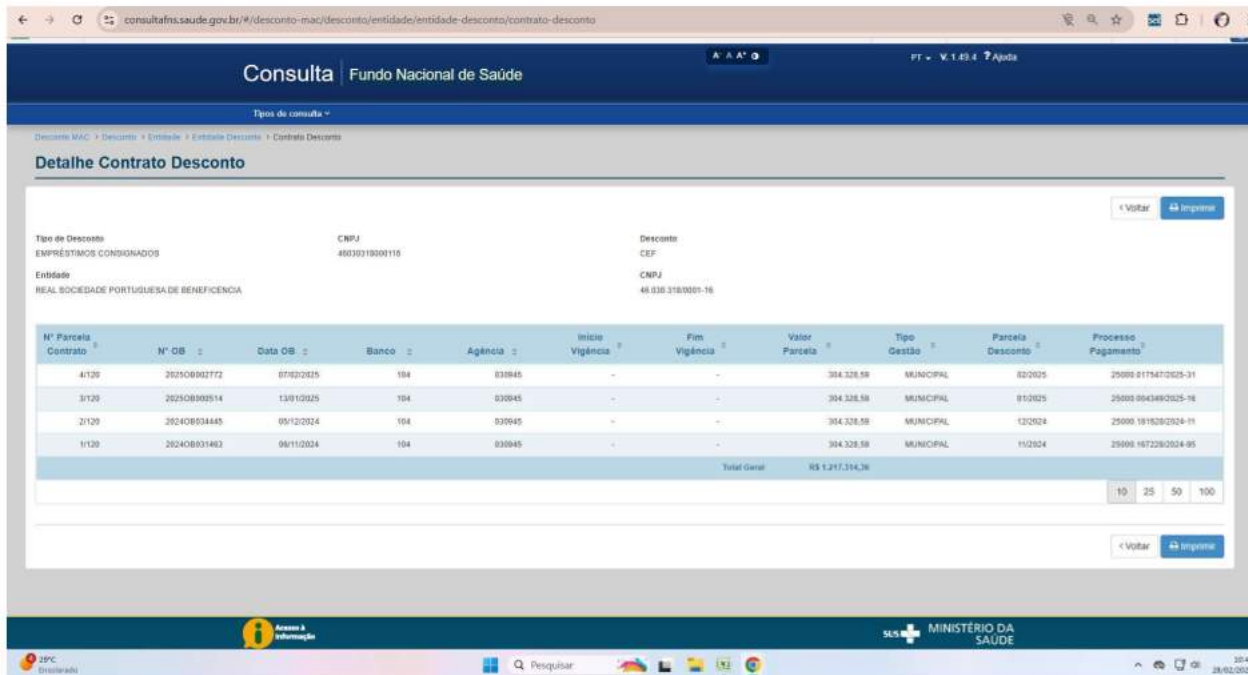 consultafns.saude.gov.br/#/desconto-mac/desconto/entidade/entidade-desconto/contrato-desconto
A- A A+
PT V. 1.49.4 ? Ajuda
Consulta | Fundo Nacional de Saúde
Tipos de consulta
Desconto MAC > Desconto > Entidade > Entidade Desconto > Contrato Desconto
Detalhe Contrato Desconto
< Voltar Imprimir
Tipo de Desconto CNPJ Desconto
EMPRÉSTIMOS CONSIGNADOS 46030318000116 CEF
Entidade CNPJ
REAL SOCIEDADE PORTUGUESA DE BENEFICENCIA 46.030.318/0001-16
Nº Parcela Contrato Nº OB Data OB Banco Agência Inicio Vigência Fim Vigência Valor Parcela Tipo Gestão Parcela Desconto Processo Pagamento
4/120 2025OB002772 07/02/2025 104 030945 - - 304.328,59 MUNICIPAL 02/2025 25000.017547/2025-31
3/120 2025OB000514 13/01/2025 104 030945 - - 304.328,59 MUNICIPAL 01/2025 25000.004349/2025-16
2/120 2024OB034445 05/12/2024 104 030945 - - 304.328,59 MUNICIPAL 12/2024 25000.181820/2024-11
1/120 2024OB031463 06/11/2024 104 030945 - - 304.328,59 MUNICIPAL 11/2024 25000.167228/2024-05
Total Geral R$ 1.217.314,36
10 25 50 100
< Voltar Imprimir
Acesso à
Informação
SUS MINISTÉRIO DA
SAÚDE
Ensolarado
Pesquisar